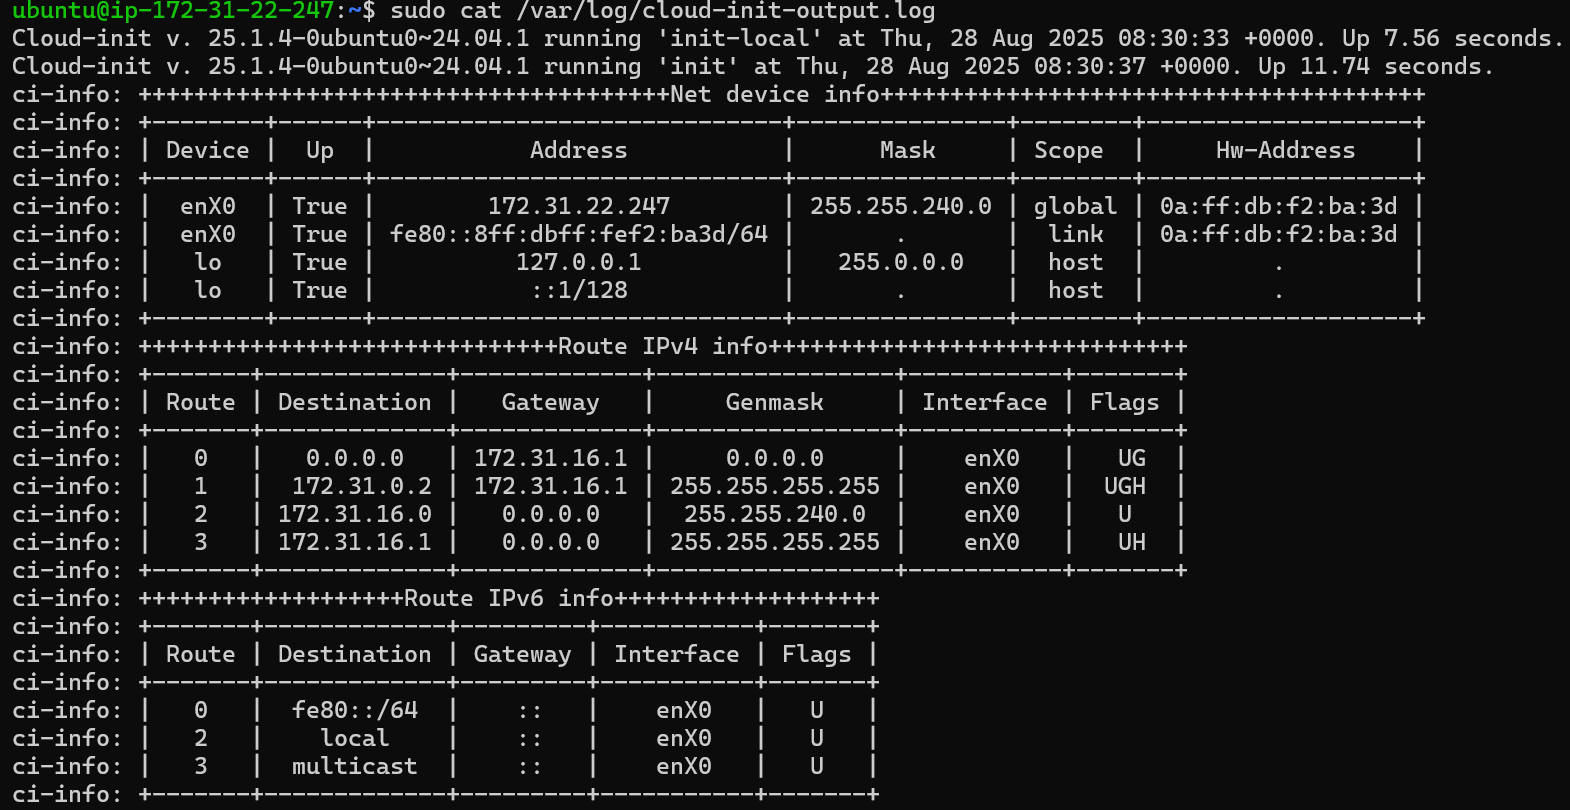 ubuntu@ip-172-31-22-247:~$ sudo cat /var/log/cloud-init-output.log
Cloud-init v. 25.1.4-0ubuntu0~24.04.1 running 'init-local' at Thu, 28 Aug 2025 08:30:33 +0000. Up 7.56 seconds.
Cloud-init v. 25.1.4-0ubuntu0~24.04.1 running 'init' at Thu, 28 Aug 2025 08:30:37 +0000. Up 11.74 seconds.
ci-info: ++++++++++++++++++++++++++++++++++++++Net device info+++++++++++++++++++++++++++++++++++++++
ci-info: +--------+------+-----------------------------+---------------+--------+-------------------+
ci-info: | Device |  Up  |           Address           |      Mask     | Scope  |     Hw-Address    |
ci-info: +--------+------+-----------------------------+---------------+--------+-------------------+
ci-info: |  enX0  | True |        172.31.22.247        | 255.255.240.0 | global | 0a:ff:db:f2:ba:3d |
ci-info: |  enX0  | True | fe80::8ff:dbff:fef2:ba3d/64 |       .       |  link  | 0a:ff:db:f2:ba:3d |
ci-info: |   lo   | True |          127.0.0.1          |   255.0.0.0   |  host  |         .         |
ci-info: |   lo   | True |           ::1/128           |       .       |  host  |         .         |
ci-info: +--------+------+-----------------------------+---------------+--------+-------------------+
ci-info: ++++++++++++++++++++++++++++++Route IPv4 info++++++++++++++++++++++++++++++
ci-info: +-------+-------------+-------------+-----------------+-----------+-------+
ci-info: | Route | Destination |   Gateway   |     Genmask     | Interface | Flags |
ci-info: +-------+-------------+-------------+-----------------+-----------+-------+
ci-info: |   0   |   0.0.0.0   | 172.31.16.1 |     0.0.0.0     |    enX0   |   UG  |
ci-info: |   1   |  172.31.0.2 | 172.31.16.1 | 255.255.255.255 |    enX0   |  UGH  |
ci-info: |   2   | 172.31.16.0 |   0.0.0.0   |  255.255.240.0  |    enX0   |   U   |
ci-info: |   3   | 172.31.16.1 |   0.0.0.0   | 255.255.255.255 |    enX0   |   UH  |
ci-info: +-------+-------------+-------------+-----------------+-----------+-------+
ci-info: +++++++++++++++++++Route IPv6 info+++++++++++++++++++
ci-info: +-------+-------------+---------+-----------+-------+
ci-info: | Route | Destination | Gateway | Interface | Flags |
ci-info: +-------+-------------+---------+-----------+-------+
ci-info: |   0   |  fe80::/64  |    ::   |    enX0   |   U   |
ci-info: |   2   |    local    |    ::   |    enX0   |   U   |
ci-info: |   3   |  multicast  |    ::   |    enX0   |   U   |
ci-info: +-------+-------------+---------+-----------+-------+